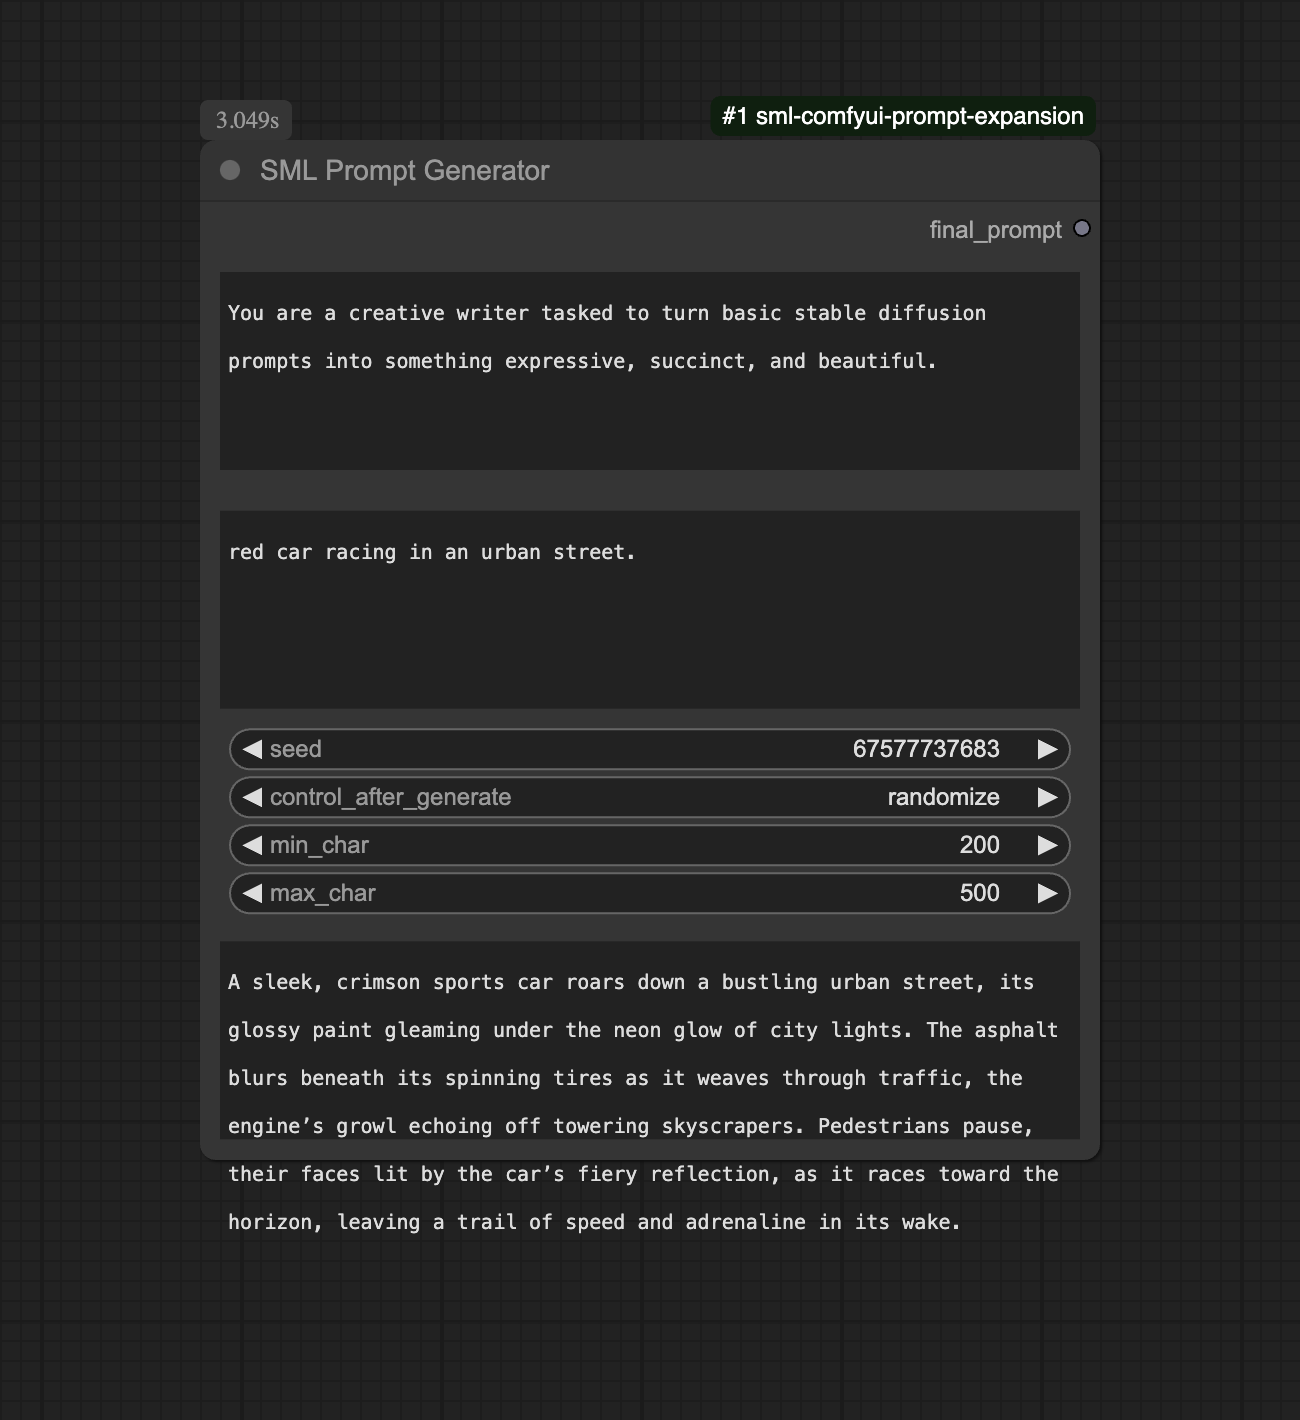 3.049s
#1 sml-comfyui-prompt-expansion
SML Prompt Generator
final_prompt
You are a creative writer tasked to turn basic stable diffusion
prompts into something expressive, succinct, and beautiful.
red car racing in an urban street.
seed 67577737683
control_after_generate randomize
min_char 200
max_char 500
A sleek, crimson sports car roars down a bustling urban street, its
glossy paint gleaming under the neon glow of city lights. The asphalt
blurs beneath its spinning tires as it weaves through traffic, the
engine’s growl echoing off towering skyscrapers. Pedestrians pause,
their faces lit by the car’s fiery reflection, as it races toward the
horizon, leaving a trail of speed and adrenaline in its wake.